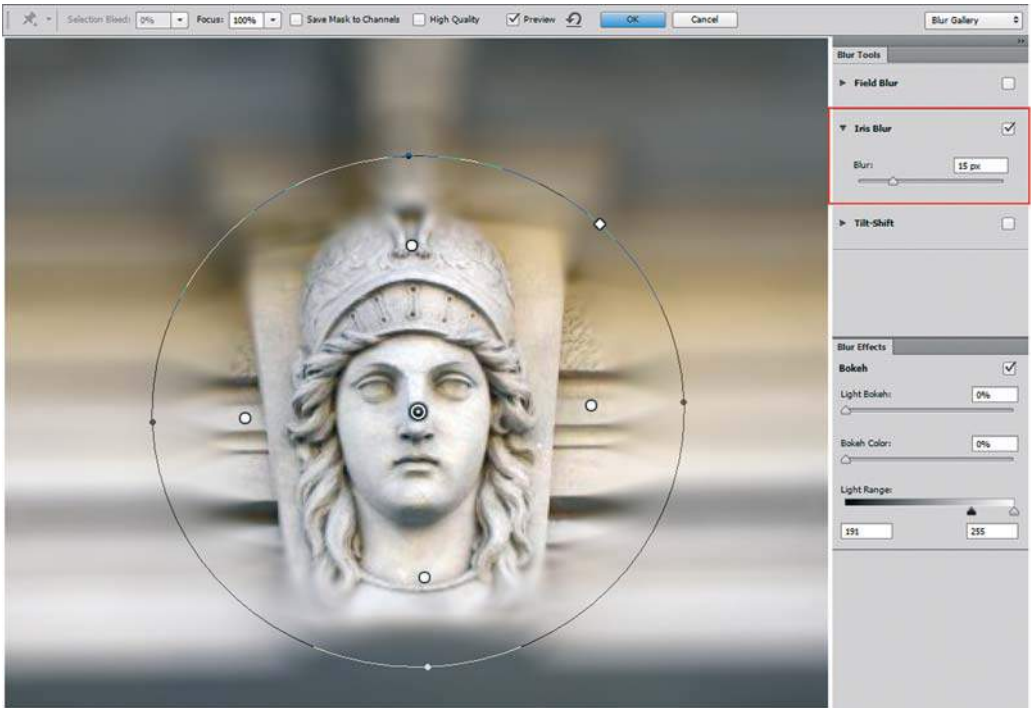 Selection Bleed: 0% Focus: 100% Save Mask to Channels High Quality Preview OK Cancel Blur Gallery
Blur Tools
Field Blur
Iris Blur
Blur: 15 px
Tilt-Shift
Blur Effects
Bokeh
Light Bokeh: 0%
Bokeh Color: 0%
Light Range:
191 255